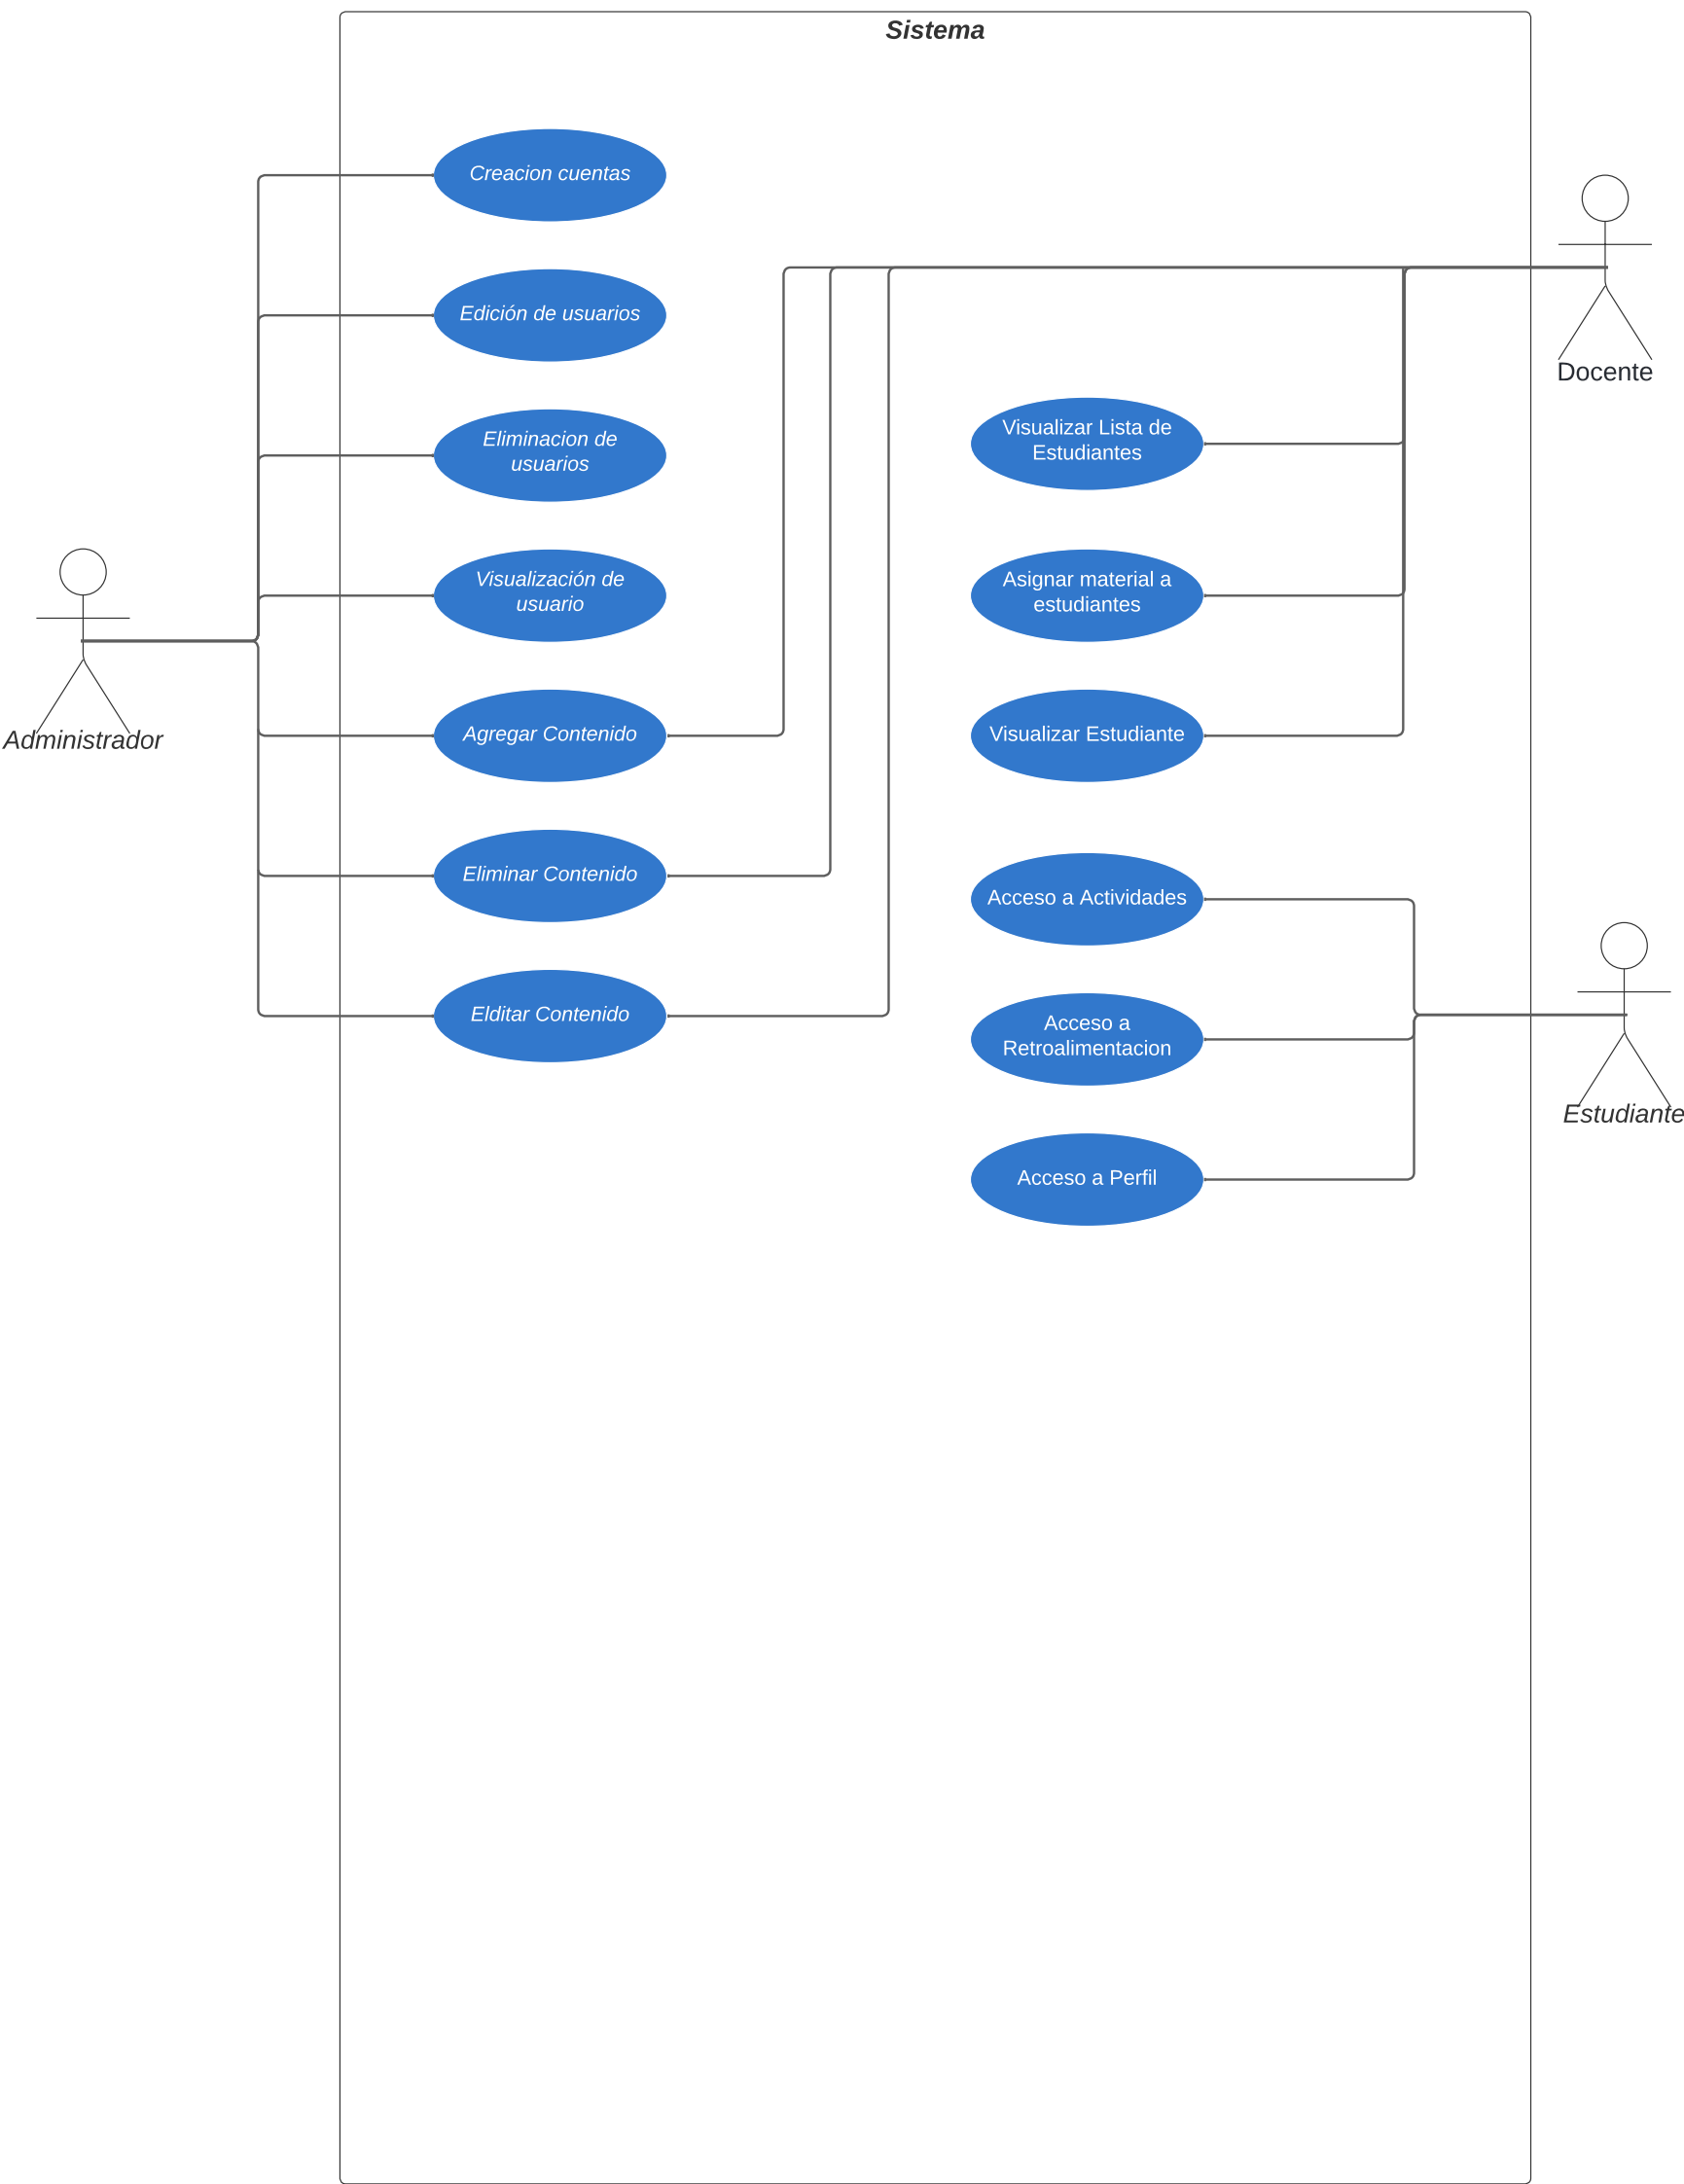 Sistema
Creacion cuentas
Edición de usuarios
Eliminacion de
usuarios
Visualización de
usuario
Agregar Contenido
Eliminar Contenido
Elditar Contenido
Administrador
Visualizar Lista de
Estudiantes
Asignar material a
estudiantes
Visualizar Estudiante
Acceso a Actividades
Acceso a
Retroalimentacion
Acceso a Perfil
Docente
Estudiante